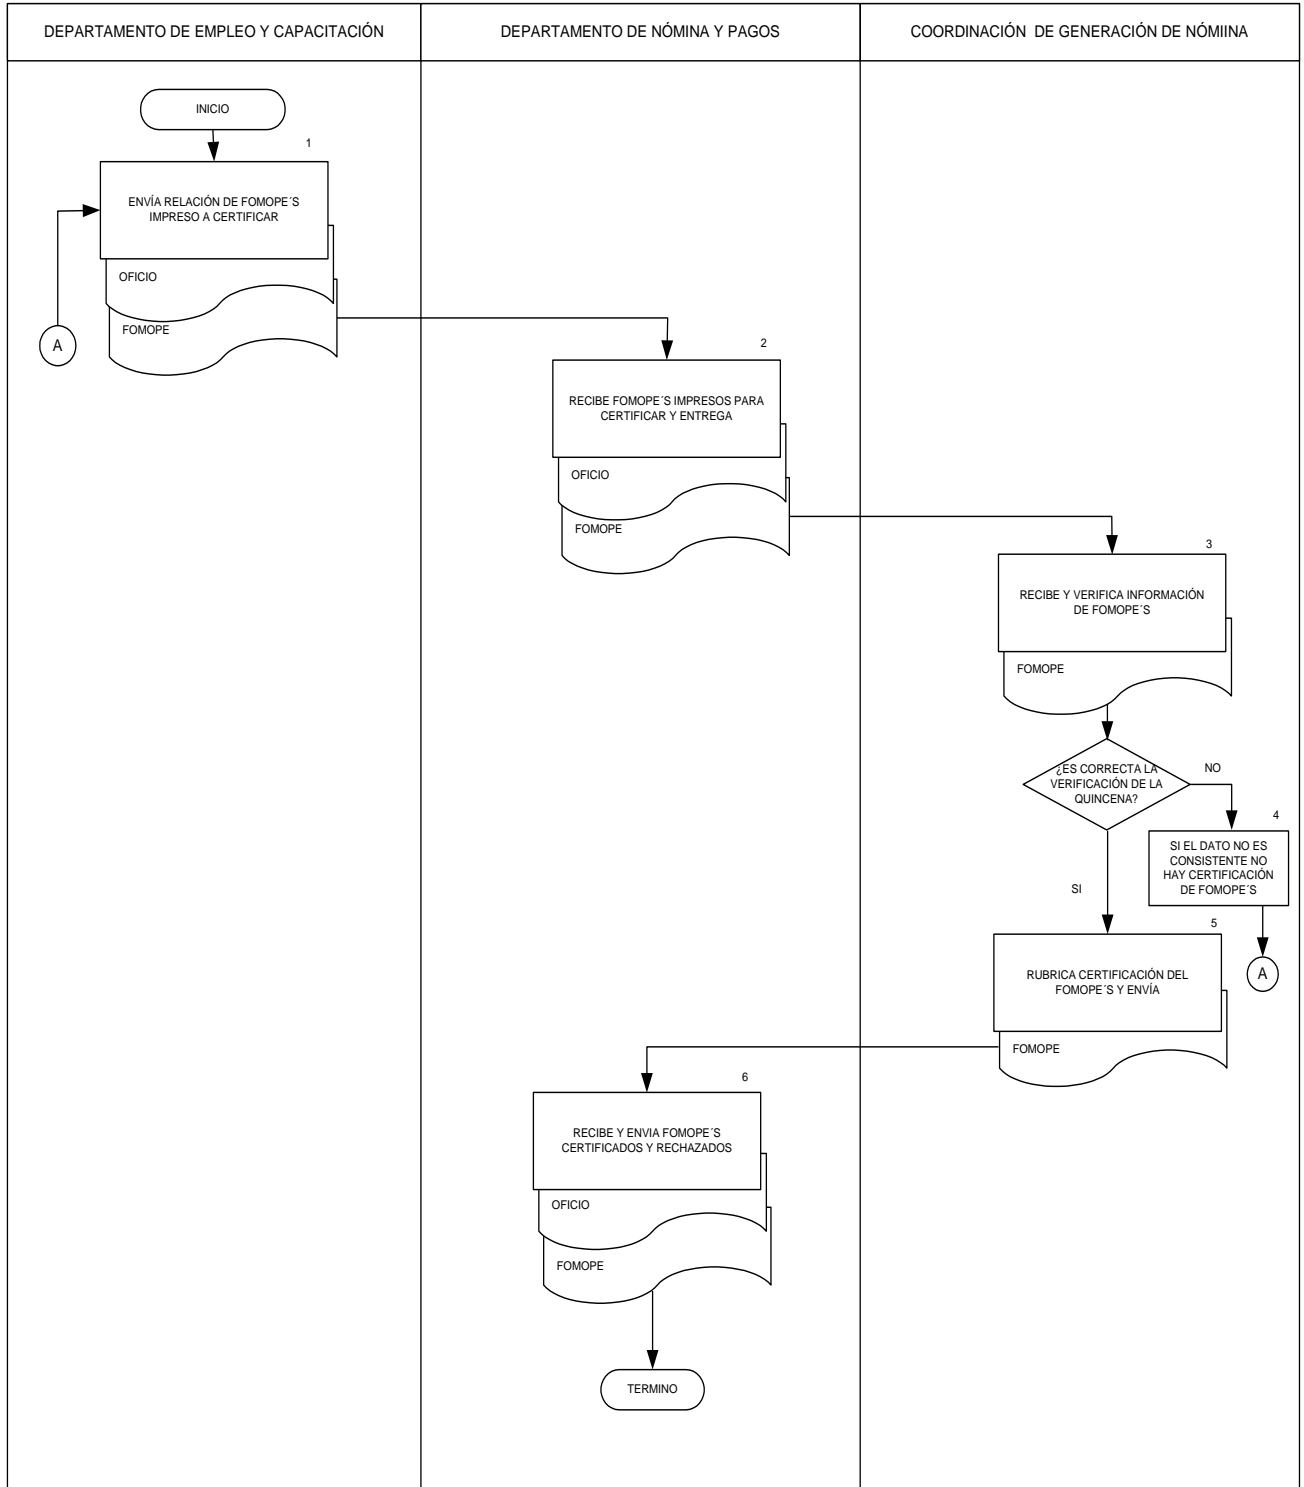 DEPARTAMENTO DE EMPLEO Y CAPACITACIÓN
DEPARTAMENTO DE NÓMINA Y PAGOS
COORDINACIÓN DE GENERACIÓN DE NÓMIINA
INICIO
1
ENVÍA RELACIÓN DE FOMOPE´S
IMPRESO A CERTIFICAR
OFICIO
FOMOPE
A
2
RECIBE FOMOPE´S IMPRESOS PARA
CERTIFICAR Y ENTREGA
OFICIO
FOMOPE
3
RECIBE Y VERIFICA INFORMACIÓN
DE FOMOPE´S
FOMOPE
¿ES CORRECTA LA
VERIFICACIÓN DE LA
QUINCENA?
NO
4
SI EL DATO NO ES
CONSISTENTE NO
HAY CERTIFICACIÓN
DE FOMOPE´S
A
SI
5
RUBRICA CERTIFICACIÓN DEL
FOMOPE´S Y ENVÍA
FOMOPE
6
RECIBE Y ENVIA FOMOPE´S
CERTIFICADOS Y RECHAZADOS
OFICIO
FOMOPE
TERMINO